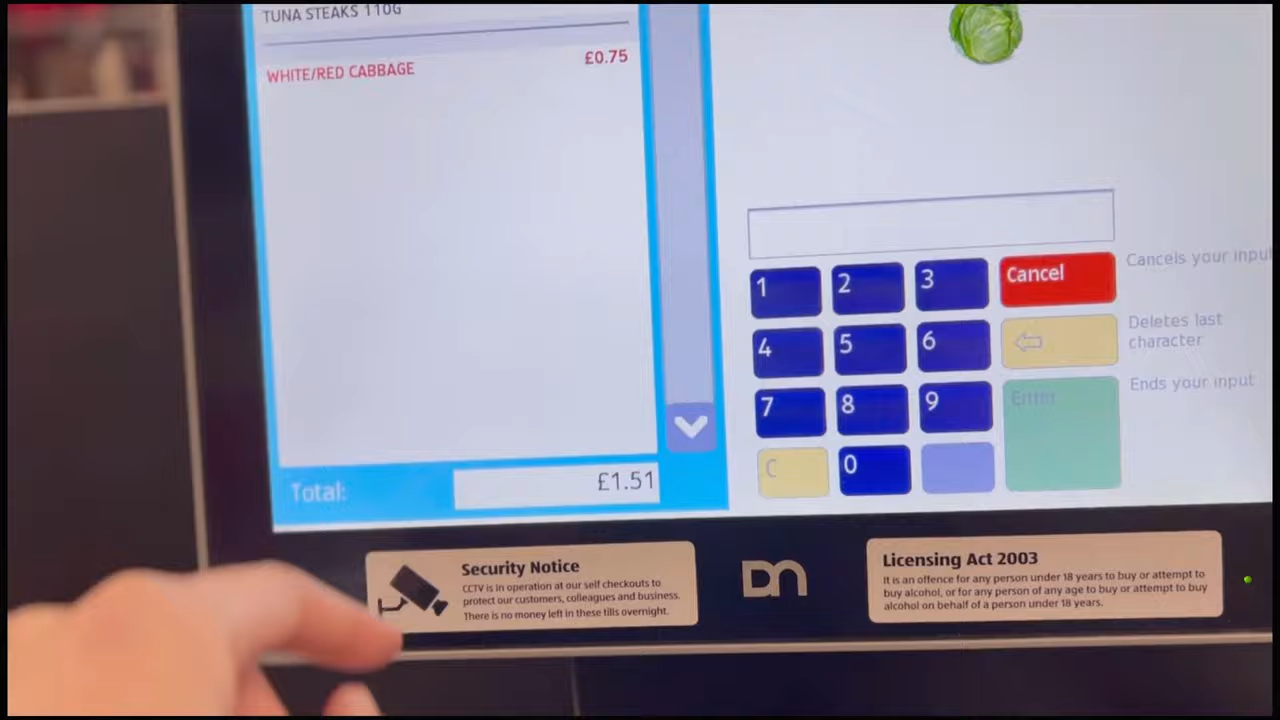 TUNA STEAKS 110G
£0.75
WHITE/RED CABBAGE
Total: £1.51
1 2 3 Cancel Cancels your input
4 5 6 Deletes last
character
7 8 9 Enter Ends your input
C 0
Security Notice
CCTV is in operation at our self checkouts to
protect our customers, colleagues and business.
There is no money left in these tills overnight.
DN
Licensing Act 2003
It is an offence for any person under 18 years to buy or attempt to
buy alcohol, or for any person of any age to buy or attempt to buy
alcohol on behalf of a person under 18 years.